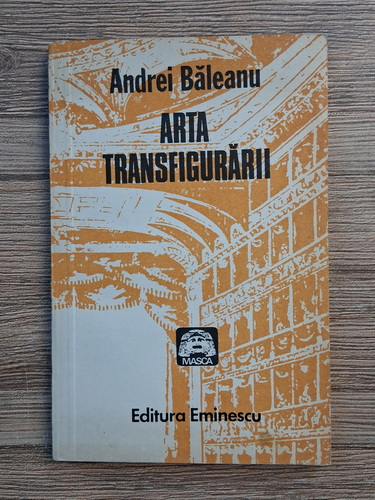 Andrei Băleanu
ARTA
TRANSFIGURĂRII
MASCA
Editura Eminescu